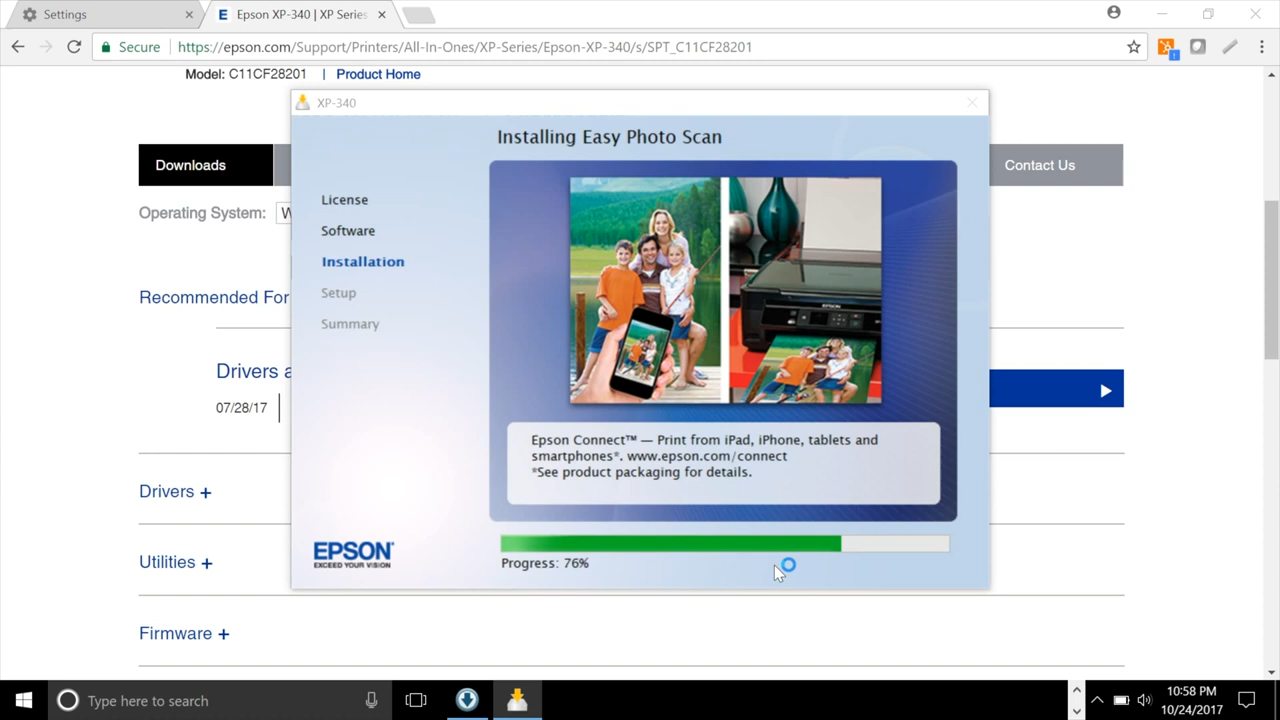 Settings
Epson XP-340 | XP Series
Secure
https://epson.com/Support/Printers/All-In-Ones/XP-Series/Epson-XP-340/s/SPT_C11CF28201
Model: C11CF28201 | Product Home
XP-340
Installing Easy Photo Scan
Downloads
Contact Us
Operating System:
License
Software
Installation
Setup
Summary
Recommended For
Drivers a
07/28/17
EPSON
Epson Connect™ — Print from iPad, iPhone, tablets and
smartphones*. www.epson.com/connect
*See product packaging for details.
Drivers +
EPSON
EXCEED YOUR VISION
Progress: 76%
Utilities +
Firmware +
Type here to search
10:58 PM
10/24/2017